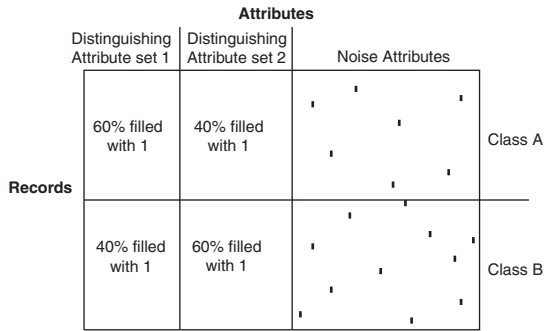 Attributes
Distinguishing
Attribute set 1
Distinguishing
Attribute set 2
Noise Attributes
60% filled
with 1
40% filled
with 1
Class A
Records
40% filled
with 1
60% filled
with 1
Class B